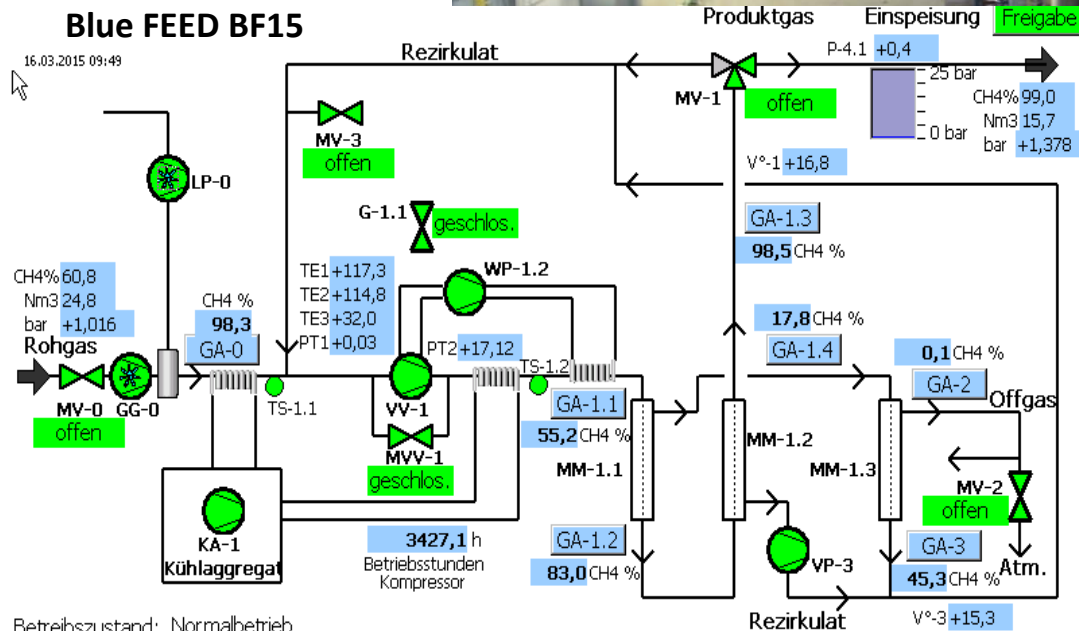 Blue FEED BF15
Produktgas
Einspeisung
Freigabe
16.03.2015 09:49
Rezirkulat
P-4.1 +0,4
25 bar
0 bar
CH4% 99,0
Nm3 15,7
bar +1,378
MV-1
offen
MV-3
offen
V°-1 +16,8
LP-0
G-1.1
geschlos.
GA-1.3
98,5 CH4 %
CH4% 60,8
Nm3 24,8
bar +1,016
Rohgas
CH4 %
98,3
GA-0
TE1 +117,3
TE2 +114,8
TE3 +32,0
PT1 +0,03
WP-1.2
PT2 +17,12
TS-1.2
17,8 CH4 %
GA-1.4
0,1 CH4 %
GA-2
Offgas
MV-0
offen
GG-0
TS-1.1
VV-1
MVV-1
geschlos.
GA-1.1
55,2 CH4 %
MM-1.1
MM-1.2
MM-1.3
MV-2
offen
KA-1
Kühlaggregat
3427,1 h
Betriebsstunden
Kompressor
GA-1.2
83,0 CH4 %
VP-3
GA-3
45,3 CH4 %
Atm.
Betreibszustand: Normalbetrieb
Rezirkulat
V°-3 +15,3